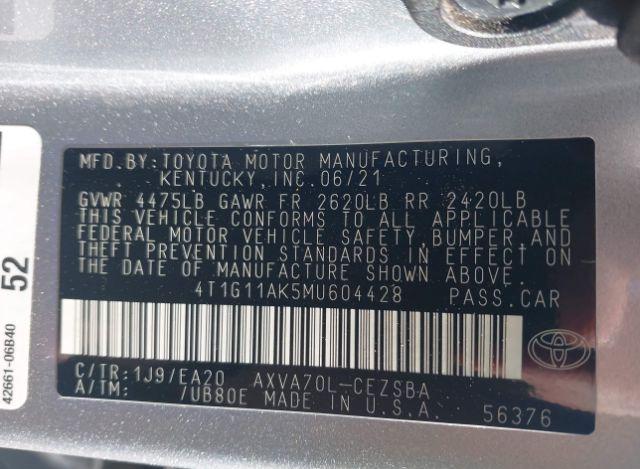 MFD.BY:TOYOTA MOTOR MANUFACTURING,
KENTUCKY,INC.06/21
GVWR 4475LB GAWR FR 2620LB RR 2420LB
THIS VEHICLE CONFORMS TO ALL APPLICABLE
FEDERAL MOTOR VEHICLE SAFETY,BUMPER,AND
THEFT PREVENTION STANDARDS IN EFFECT ON
THE DATE OF MANUFACTURE SHOWN ABOVE.
4T1G11AK5MU604428 PASS.CAR
C/TR:1J9/EA20 AXVA70L-CEZSBA
A/TM: /UB80E MADE IN U.S.A. 56376
TOYOTA
52
42661-06B40